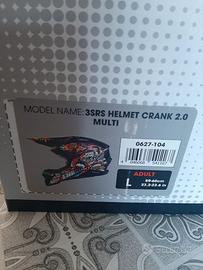 MODEL NAME: 3SRS HELMET CRANK 2.0
MULTI
0627-104
ADULT
L
59-60cm
23.2-23.6 in